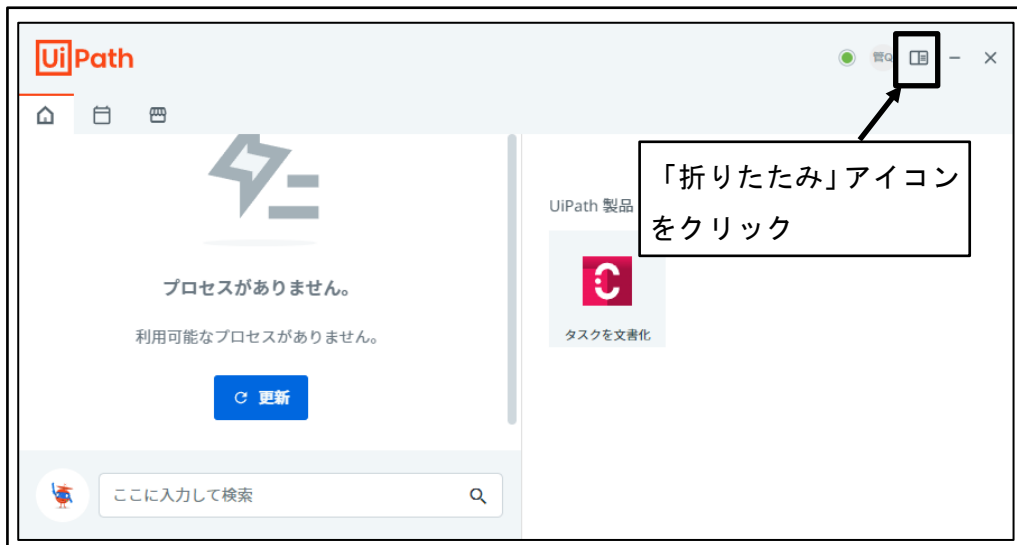 UiPath
管Q
「折りたたみ」アイコン
をクリック
UiPath 製品
プロセスがありません。
利用可能なプロセスがありません。
更新
タスクを文書化
ここに入力して検索